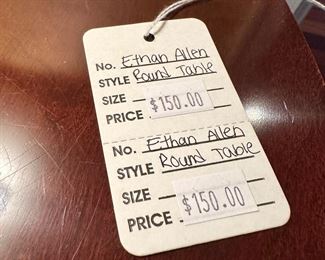 No. Ethan Allen
STYLE Round Table
SIZE
$150.00
PRICE
No. Ethan Allen
STYLE Round Table
SIZE
$150.00
PRICE